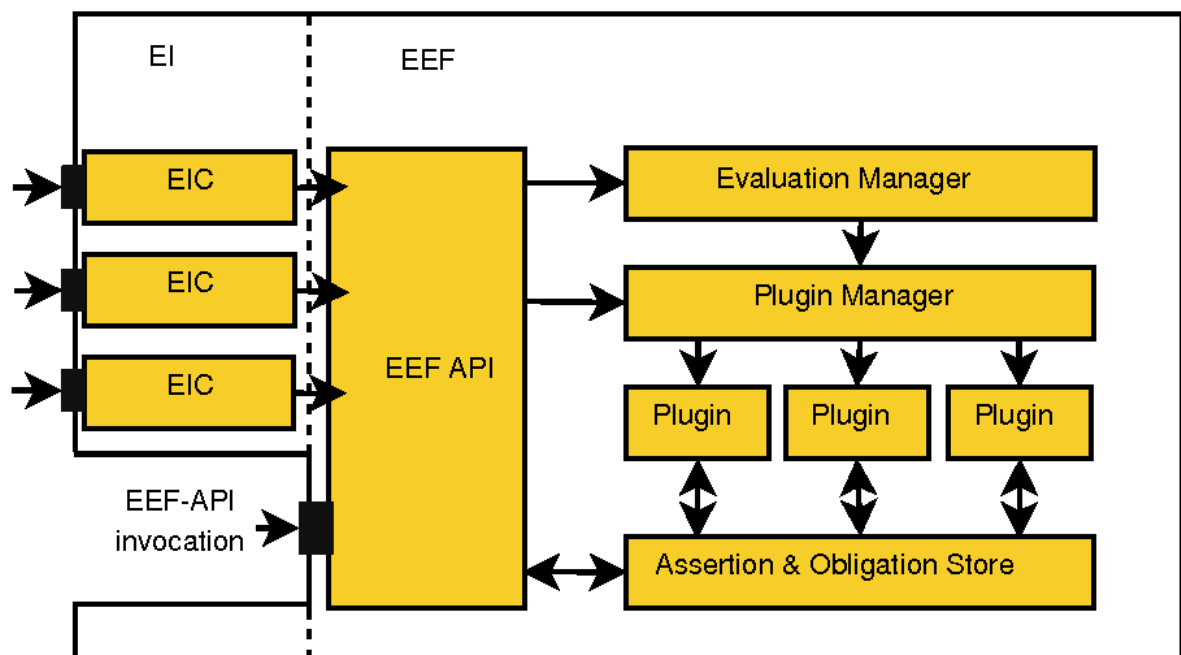 EI
EEF
EIC
EIC
EIC
EEF-API
invocation
EEF API
Evaluation Manager
Plugin Manager
Plugin
Plugin
Plugin
Assertion & Obligation Store